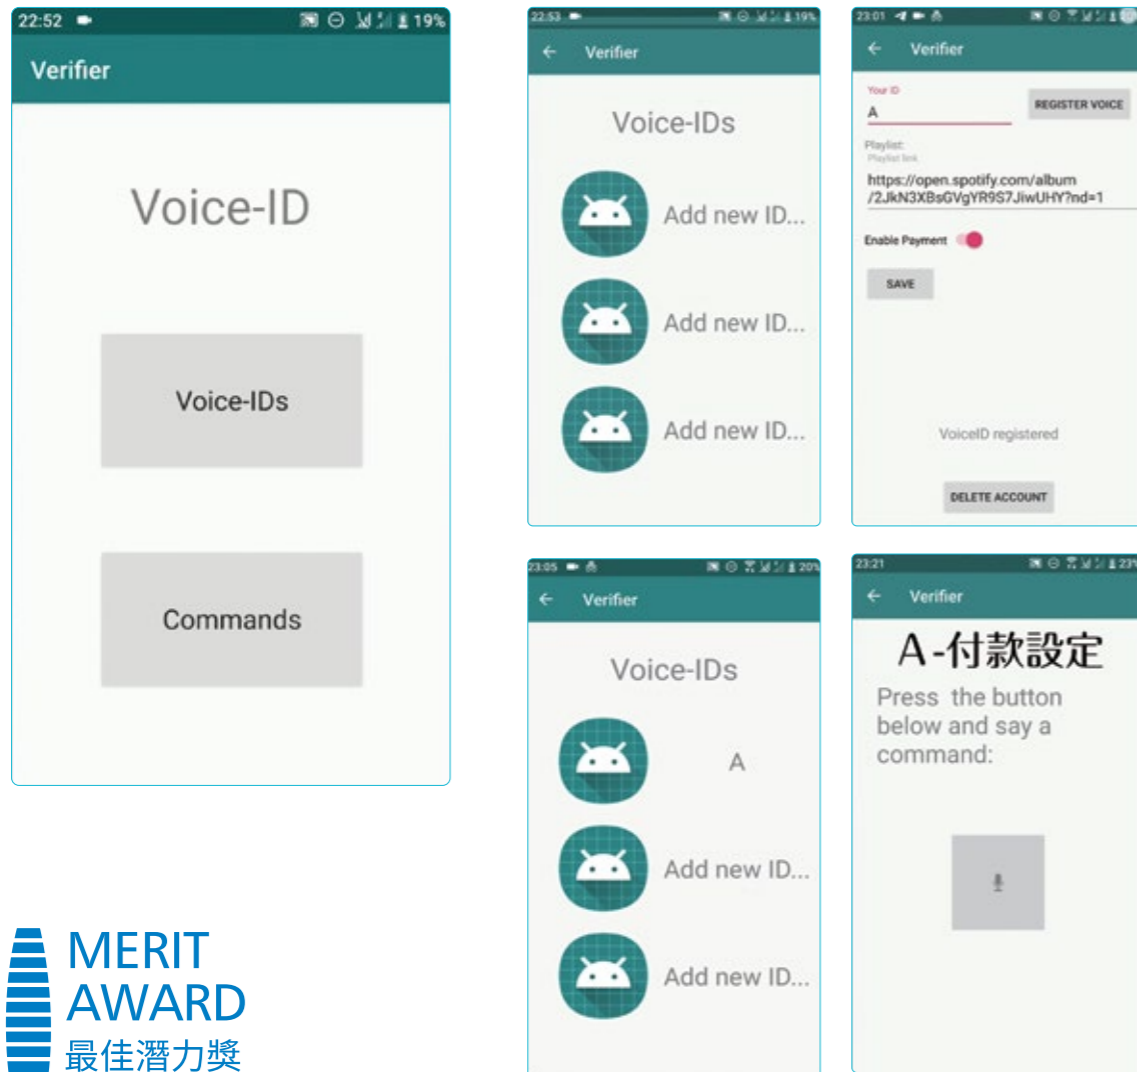 22:52
19%
Verifier
Voice-ID
Voice-IDs
Commands
22:53
19%
Verifier
Voice-IDs
Add new ID...
Add new ID...
Add new ID...
23:01
Verifier
Your ID
A
REGISTER VOICE
Playlist:
Playlist link
https://open.spotify.com/album
/2JkN3XBsGVgYR9S7JiwUHY?nd=1
Enable Payment
SAVE
VoiceID registered
DELETE ACCOUNT
23:05
20%
Verifier
Voice-IDs
A
Add new ID...
Add new ID...
23:21
23%
Verifier
A-付款設定
Press the button
below and say a
command:
MERIT
AWARD
最佳潛力獎